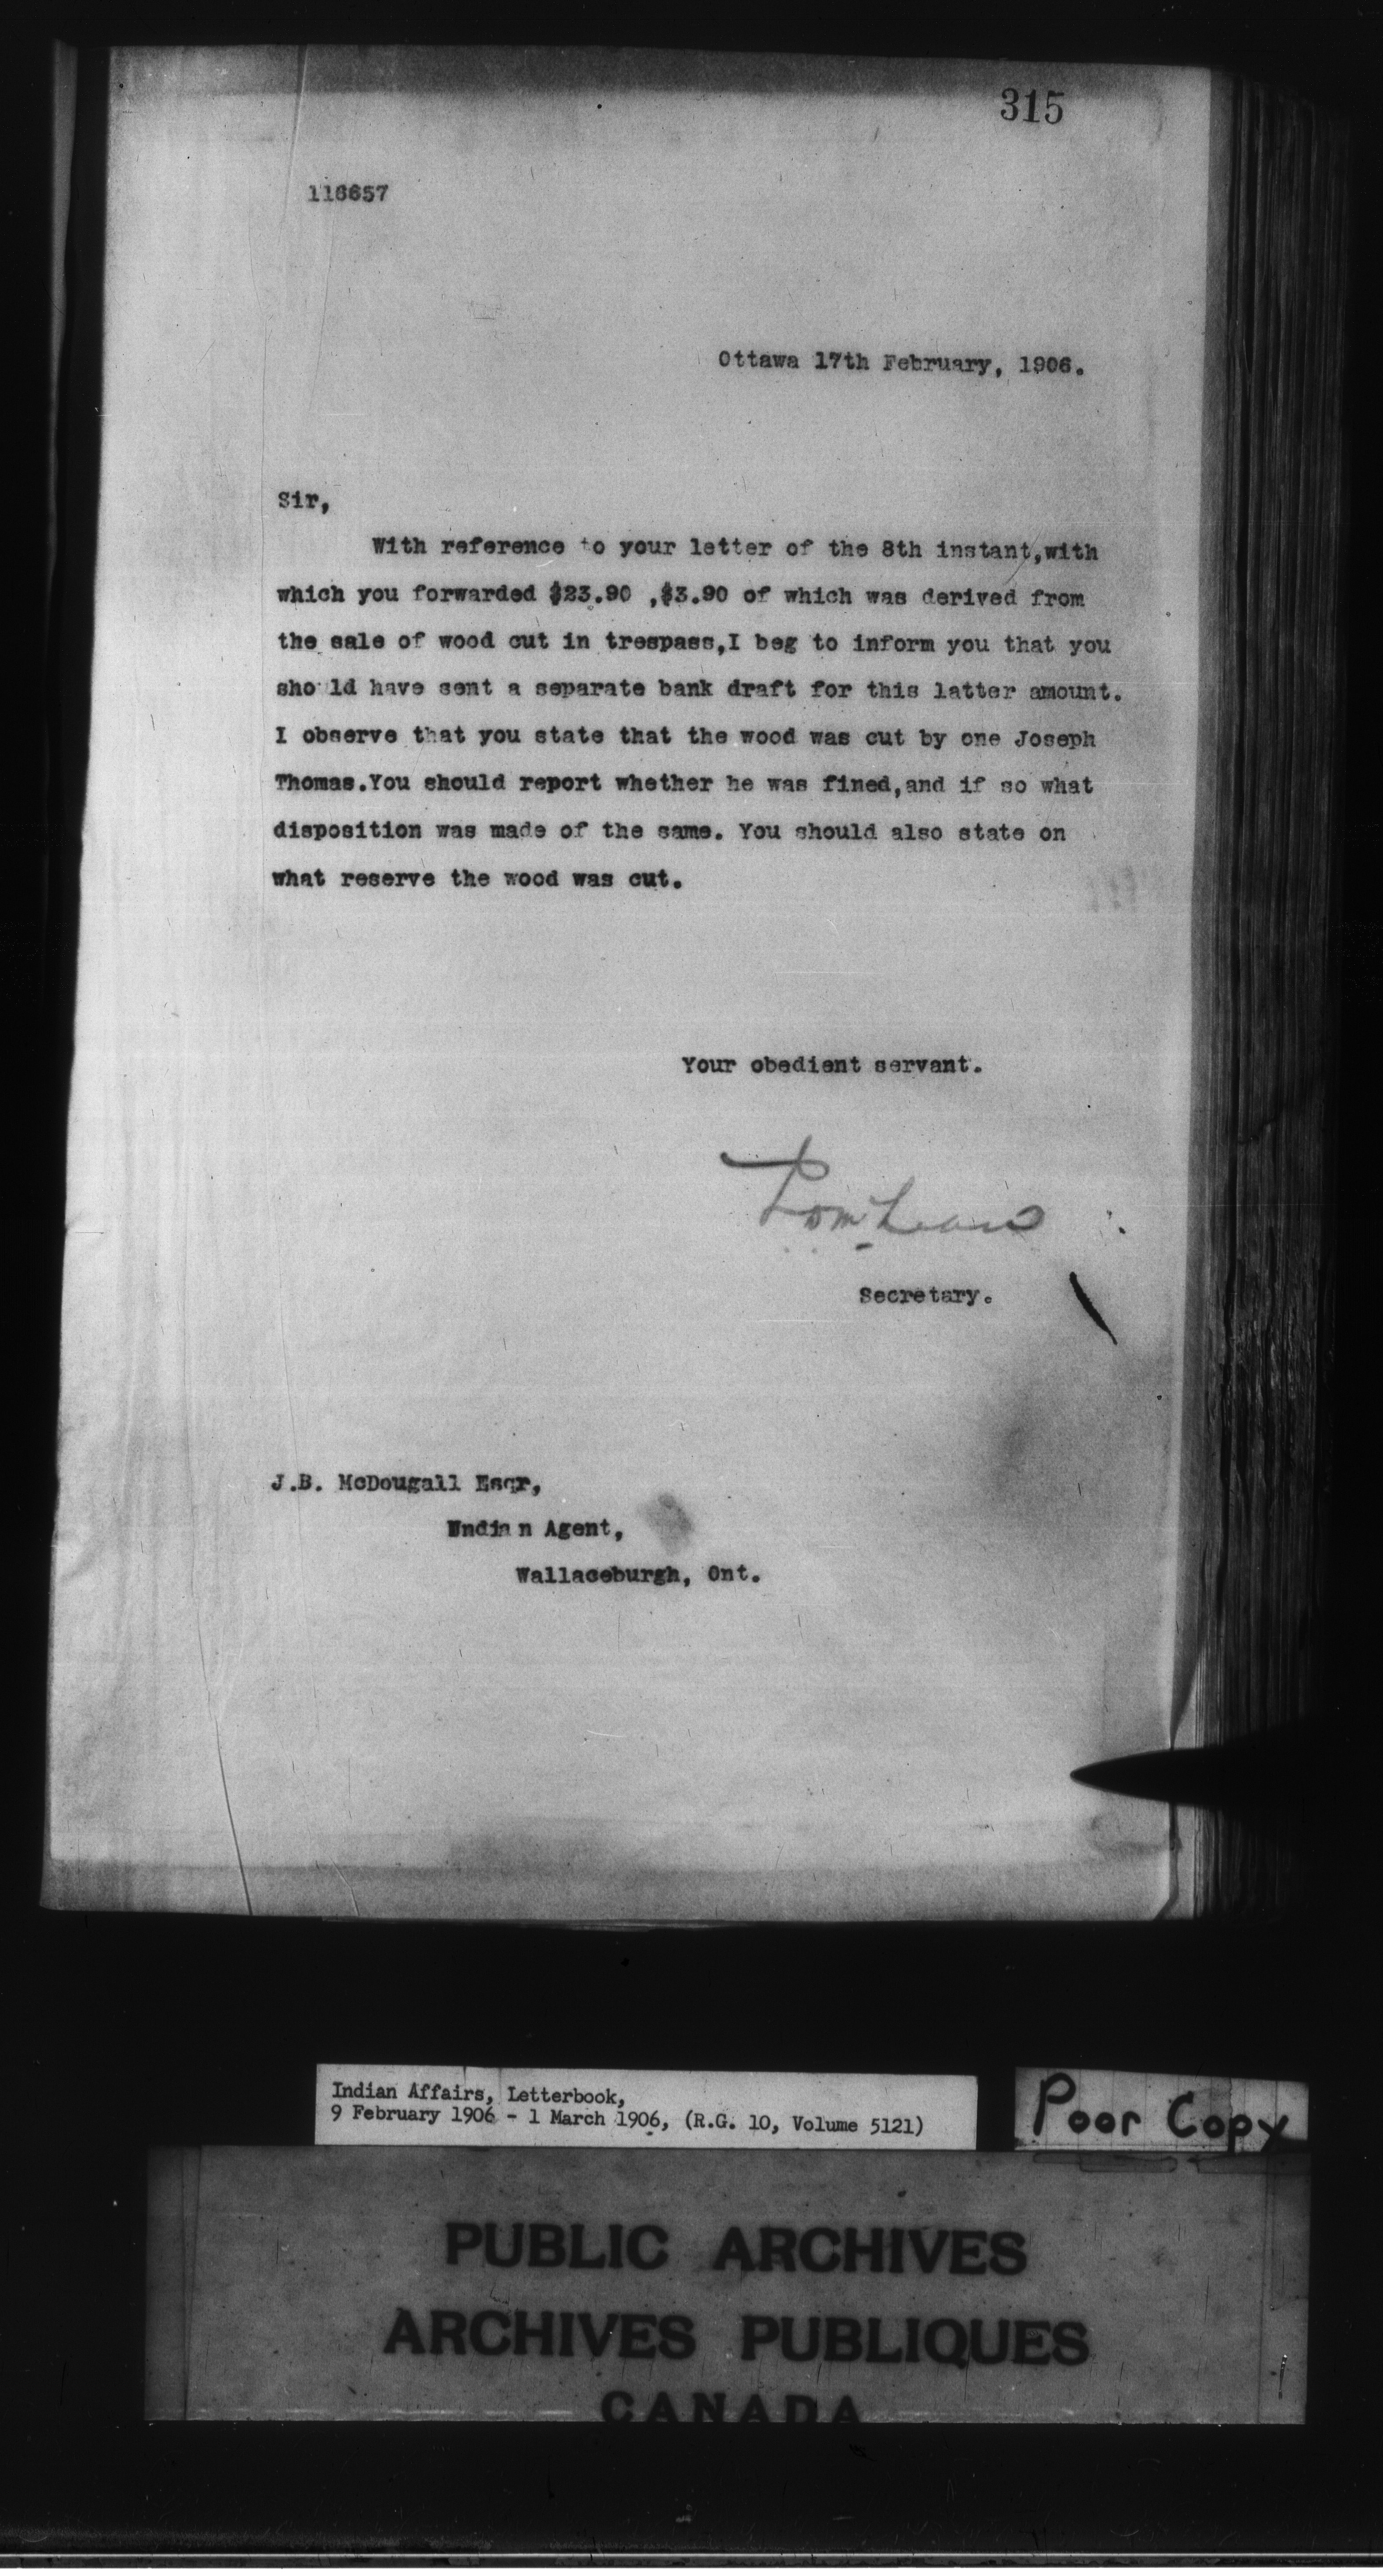 315
116657
Ottawa 17th February, 1906.
Sir,
With reference to your letter of the 8th instant,with
which you forwarded $23.90 ,$3.90 of which was derived from
the sale of wood cut in trespass,I beg to inform you that you
should have sent a separate bank draft for this latter amount.
I observe that you state that the wood was cut by one Joseph
Thomas.You should report whether he was fined,and if so what
disposition was made of the same. You should also state on
what reserve the wood was cut.
Your obedient servant.
Secretary.
J.B. McDougall Esqr,
Indian Agent,
Wallaceburgh, Ont.
Indian Affairs, Letterbook,
9 February 1906 - 1 March 1906, (R.G. 10, Volume 5121)
Poor Copy
PUBLIC ARCHIVES
ARCHIVES PUBLIQUES
CANADA